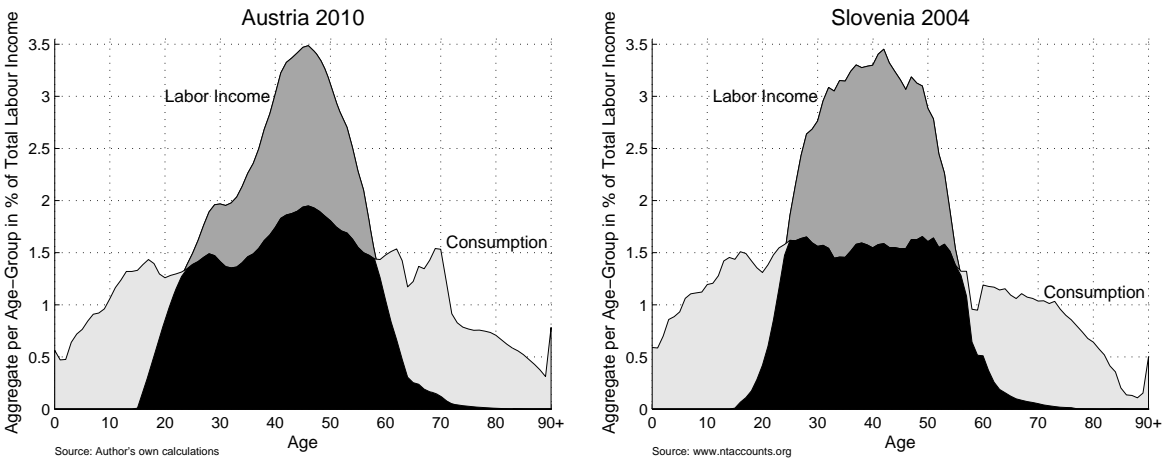 Austria 2010
Aggregate per Age−Group in % of Total Labour Income
3.5
3
2.5
2
1.5
1
0.5
0
Labor Income
Consumption
0 10 20 30 40 50 60 70 80 90+
Age
Source: Author's own calculations
Slovenia 2004
Aggregate per Age−Group in % of Total Labour Income
3.5
3
2.5
2
1.5
1
0.5
0
Labor Income
Consumption
0 10 20 30 40 50 60 70 80 90+
Age
Source: www.ntaccounts.org